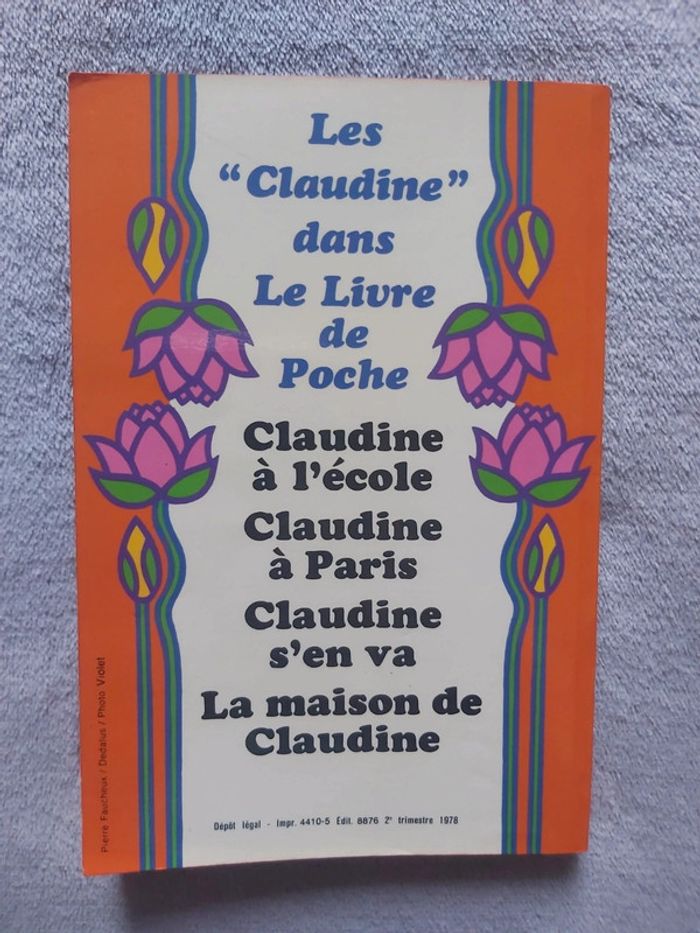 Les
“Claudine”
dans
Le Livre
de
Poche
Claudine
à l’école
Claudine
à Paris
Claudine
s’en va
La maison de
Claudine
Dépôt légal - Impr. 4410-5 Édit. 8876 2e trimestre 1978
Pierre Faucheux / Dedalus / Photo Violet